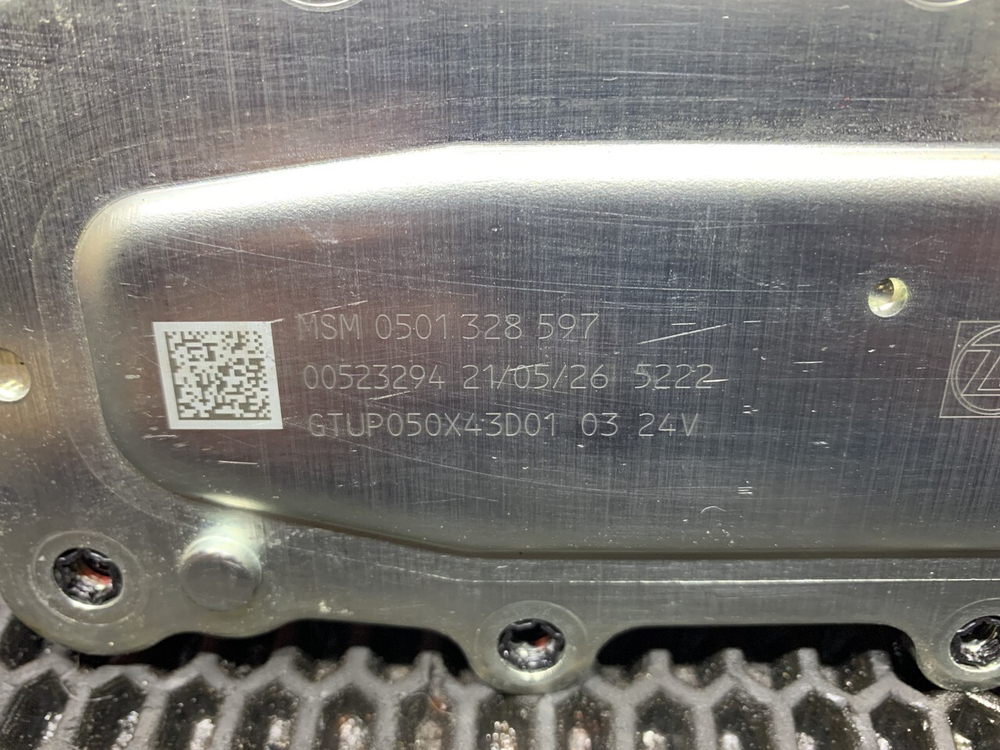 MSM 0501 328 597
00523294 21/05/26 5222
GTUP050X43D01 03 24V